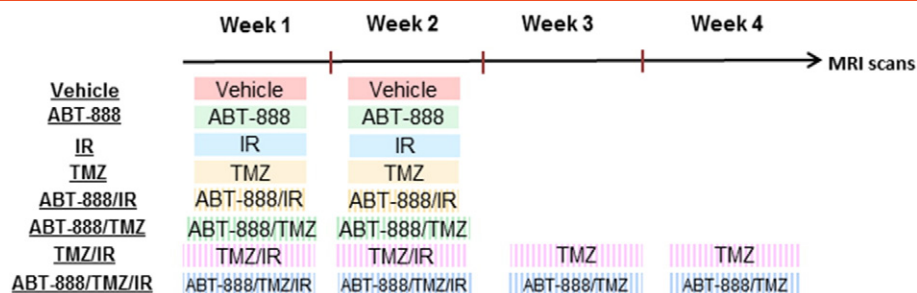 Week 1 Week 2 Week 3 Week 4
MRI scans
Vehicle Vehicle Vehicle
ABT-888 ABT-888 ABT-888
IR IR IR
TMZ TMZ TMZ
ABT-888/IR ABT-888/IR ABT-888/IR
ABT-888/TMZ ABT-888/TMZ ABT-888/TMZ
TMZ/IR TMZ/IR TMZ/IR TMZ TMZ
ABT-888/TMZ/IR ABT-888/TMZ/IR ABT-888/TMZ/IR ABT-888/TMZ ABT-888/TMZ